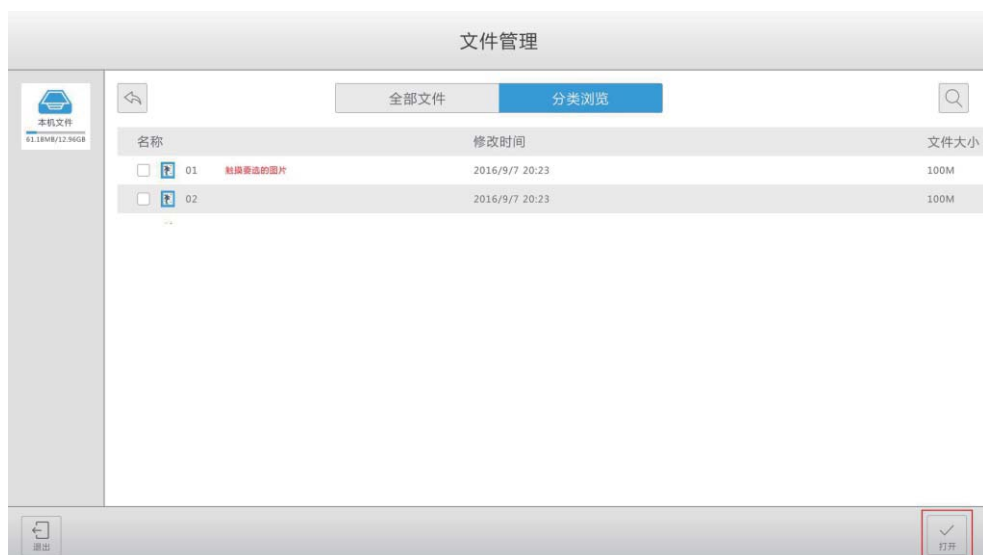 文件管理
本机文件
61.18MB/12.96GB
全部文件 分类浏览
名称 修改时间 文件大小
01 触摸要选的图片 2016/9/7 20:23 100M
02 2016/9/7 20:23 100M
退出
打开